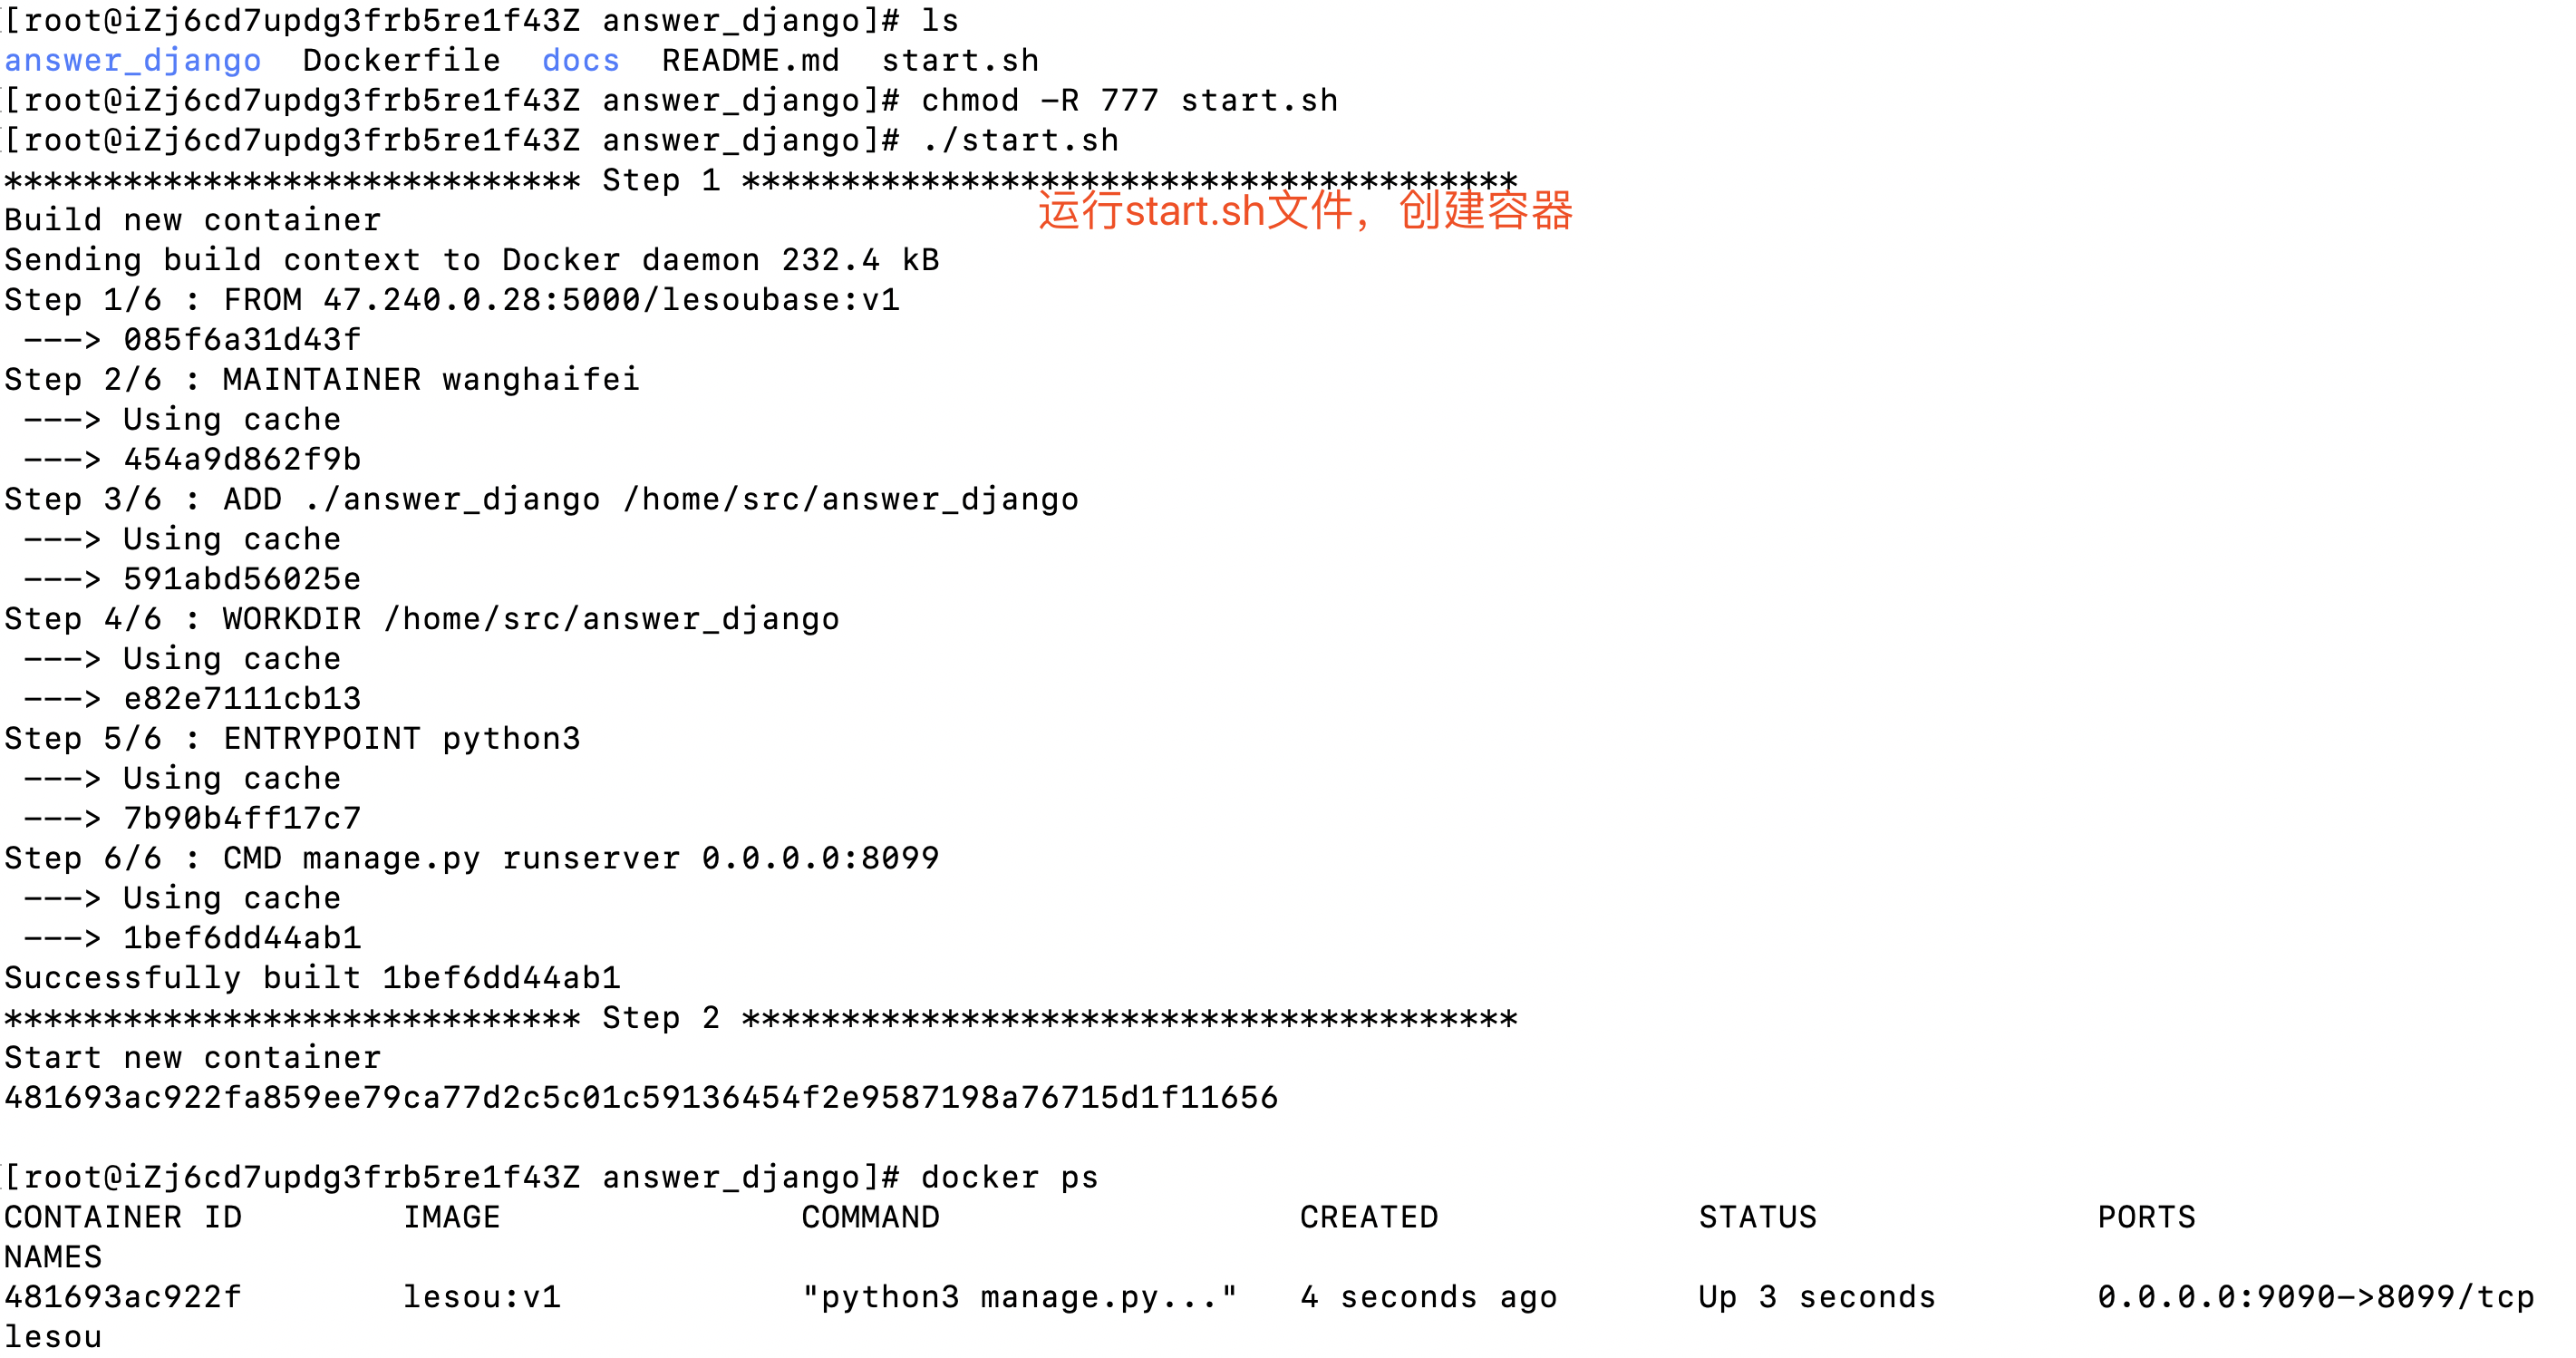 [root@iZj6cd7updg3frb5re1f43Z answer_django]# ls
answer_django  Dockerfile  docs  README.md  start.sh
[root@iZj6cd7updg3frb5re1f43Z answer_django]# chmod -R 777 start.sh
[root@iZj6cd7updg3frb5re1f43Z answer_django]# ./start.sh
***************************** Step 1 ***************************************
运行start.sh文件，创建容器
Build new container
Sending build context to Docker daemon 232.4 kB
Step 1/6 : FROM 47.240.0.28:5000/lesoubase:v1
 ---> 085f6a31d43f
Step 2/6 : MAINTAINER wanghaifei
 ---> Using cache
 ---> 454a9d862f9b
Step 3/6 : ADD ./answer_django /home/src/answer_django
 ---> Using cache
 ---> 591abd56025e
Step 4/6 : WORKDIR /home/src/answer_django
 ---> Using cache
 ---> e82e7111cb13
Step 5/6 : ENTRYPOINT python3
 ---> Using cache
 ---> 7b90b4ff17c7
Step 6/6 : CMD manage.py runserver 0.0.0.0:8099
 ---> Using cache
 ---> 1bef6dd44ab1
Successfully built 1bef6dd44ab1
***************************** Step 2 ***************************************
Start new container
481693ac922fa859ee79ca77d2c5c01c59136454f2e9587198a76715d1f11656
[root@iZj6cd7updg3frb5re1f43Z answer_django]# docker ps
CONTAINER ID        IMAGE               COMMAND                  CREATED             STATUS              PORTS
NAMES
481693ac922f        lesou:v1            "python3 manage.py..."   4 seconds ago       Up 3 seconds        0.0.0.0:9090->8099/tcp
lesou